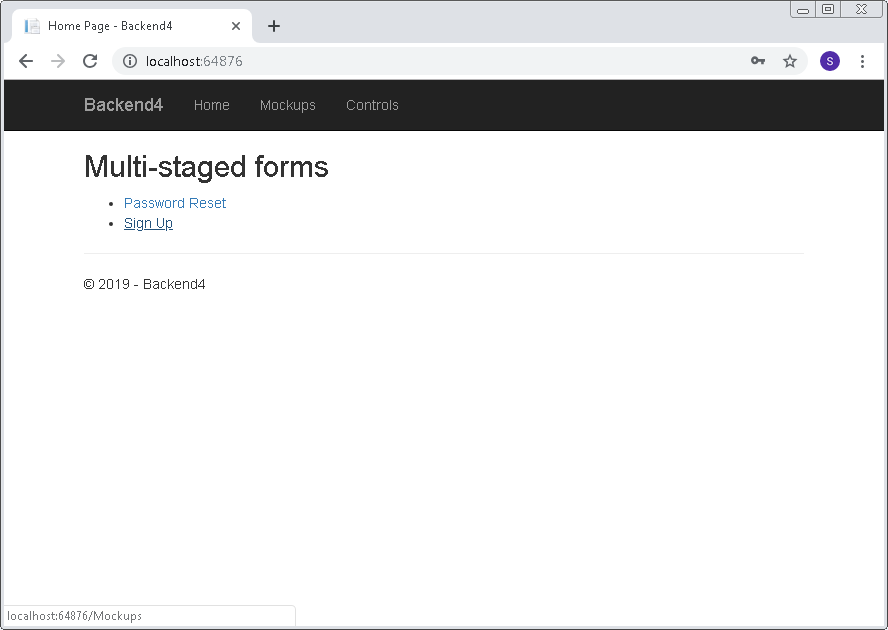 Home Page - Backend4
localhost:64876
S
Backend4 Home Mockups Controls
Multi-staged forms
Password Reset
Sign Up
© 2019 - Backend4
localhost:64876/Mockups